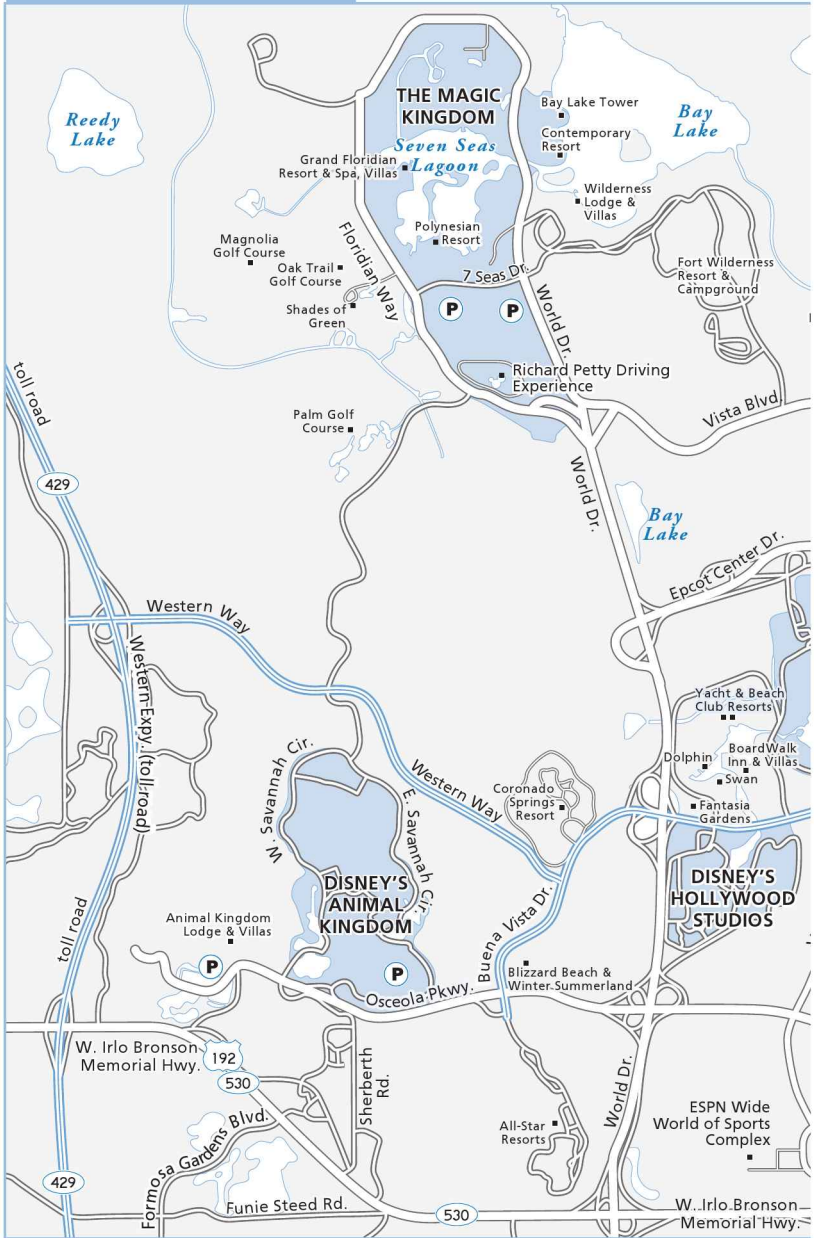 THE MAGIC
KINGDOM
Reedy
Lake
Bay Lake Tower
Bay
Lake
Contemporary
Resort
Seven Seas
Lagoon
Grand Floridian
Resort & Spa, Villas
Wilderness
Lodge &
Villas
Polynesian
Resort
Magnolia
Golf Course
Oak Trail
Golf Course
Floridian Way
7 Seas Dr.
Fort Wilderness
Resort &
Campground
Shades of
Green
P
P
World Dr.
Richard Petty Driving
Experience
toll road
Palm Golf
Course
Vista Blvd.
429
World Dr.
Bay
Lake
Epcot Center Dr.
Western Way
Western Expy. (toll road)
Yacht & Beach
Club Resorts
W. Savannah Cir.
Dolphin
BoardWalk
Inn & Villas
Swan
Western Way
Coronado
Springs
Resort
E. Savannah Cir.
Fantasia
Gardens
DISNEY'S
ANIMAL
KINGDOM
DISNEY'S
HOLLYWOOD
STUDIOS
toll road
Animal Kingdom
Lodge & Villas
Buena Vista Dr.
P
P
Blizzard Beach &
Winter Summerland
Osceola Pkwy.
W. Irlo Bronson
Memorial Hwy.
192
530
Sherberth
Rd.
World Dr.
ESPN Wide
World of Sports
Complex
All-Star
Resorts
Formosa Gardens Blvd.
429
Funie Steed Rd.
530
W. Irlo Bronson
Memorial Hwy.